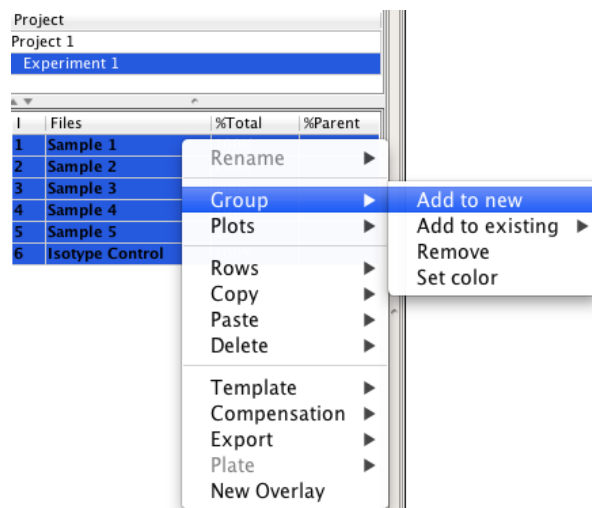 Project
Project 1
Experiment 1
I Files %Total %Parent
1 Sample 1
2 Sample 2
3 Sample 3
4 Sample 4
5 Sample 5
6 Isotype Control
Rename
Group
Plots
Rows
Copy
Paste
Delete
Template
Compensation
Export
Plate
New Overlay
Add to new
Add to existing
Remove
Set color